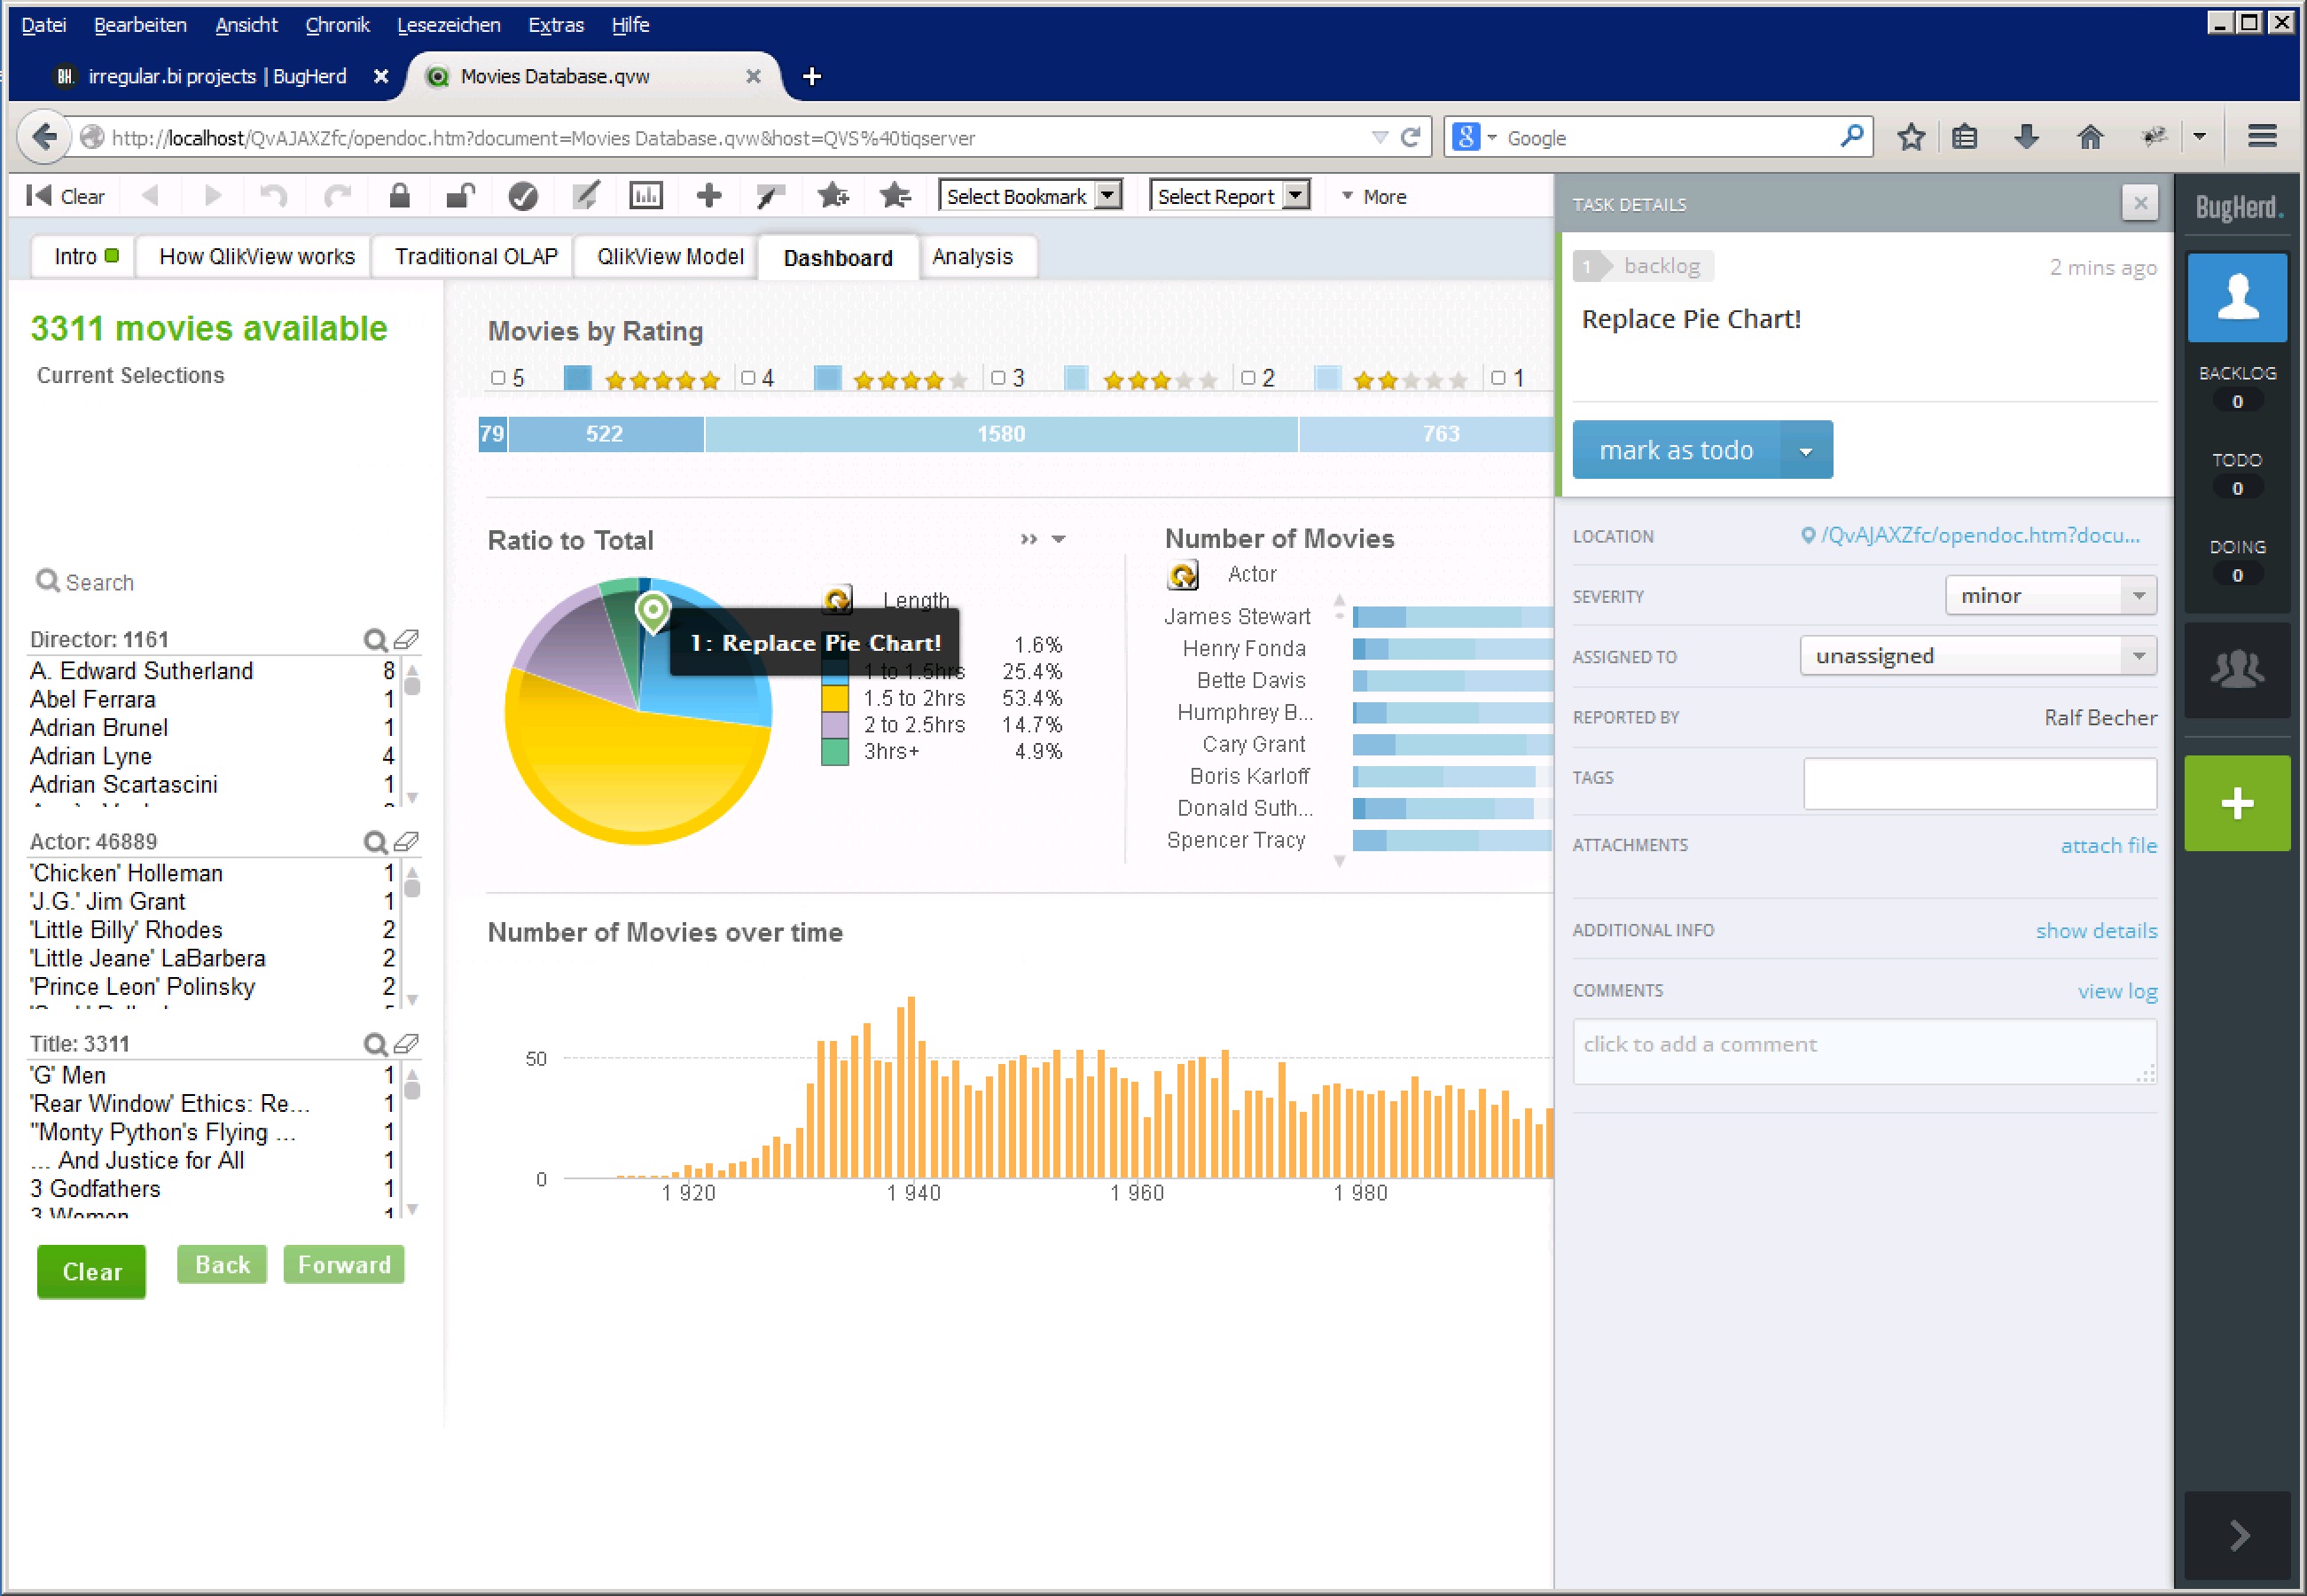 Datei Bearbeiten Ansicht Chronik Lesezeichen Extras Hilfe
BH. irregular.bi projects | BugHerd
Movies Database.qvw
http://localhost/QvAJAXZfc/opendoc.htm?document=Movies Database.qvw&host=QVS%40tiqserver
8 Google
Clear
Select Bookmark
Select Report
More
Intro
How QlikView works
Traditional OLAP
QlikView Model
Dashboard
Analysis
3311 movies available
Current Selections
Search
Director: 1161
A. Edward Sutherland 8
Abel Ferrara 1
Adrian Brunel 1
Adrian Lyne 4
Adrian Scartascini 1
Actor: 46889
'Chicken' Holleman 1
'J.G.' Jim Grant 1
'Little Billy' Rhodes 2
'Little Jeane' LaBarbera 2
'Prince Leon' Polinsky 2
Title: 3311
'G' Men 1
'Rear Window' Ethics: Re... 1
"Monty Python's Flying ... 1
... And Justice for All 1
3 Godfathers 1
3 Women 1
Clear
Back
Forward
Movies by Rating
5 4 3 2 1
79 522 1580 763
Ratio to Total
Length
1: Replace Pie Chart!
1.6%
1 to 1.5hrs 25.4%
1.5 to 2hrs 53.4%
2 to 2.5hrs 14.7%
3hrs+ 4.9%
Number of Movies
Actor
James Stewart
Henry Fonda
Bette Davis
Humphrey B...
Cary Grant
Boris Karloff
Donald Suth...
Spencer Tracy
Number of Movies over time
50
0
1 920 1 940 1 960 1 980
TASK DETAILS
1 backlog 2 mins ago
Replace Pie Chart!
mark as todo
LOCATION /QvAJAXZfc/opendoc.htm?docu...
SEVERITY minor
ASSIGNED TO unassigned
REPORTED BY Ralf Becher
TAGS
ATTACHMENTS attach file
ADDITIONAL INFO show details
COMMENTS view log
click to add a comment
BugHerd.
BACKLOG
0
TODO
0
DOING
0